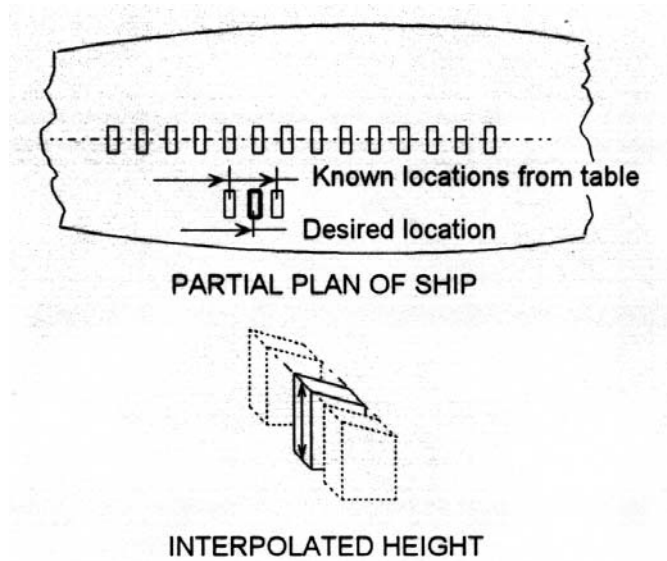 Known locations from table
Desired location
PARTIAL PLAN OF SHIP
INTERPOLATED HEIGHT